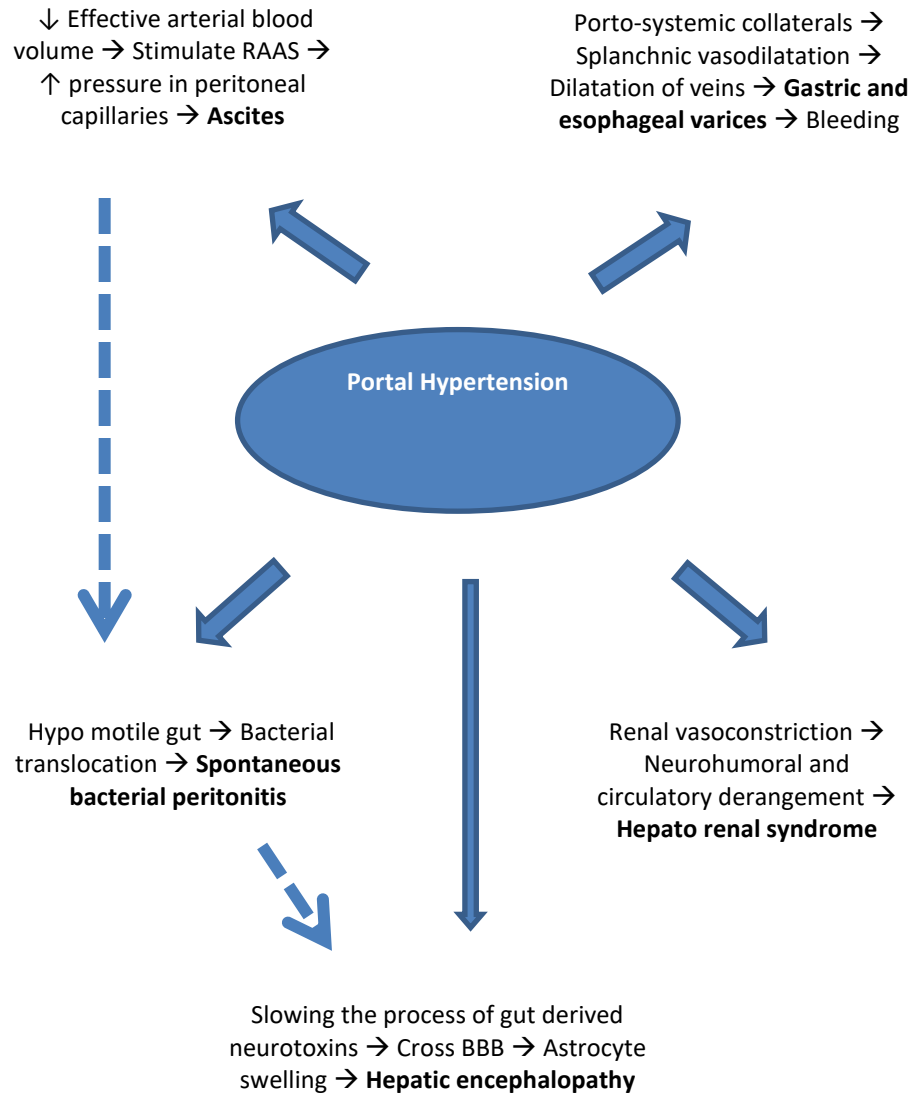 ↓ Effective arterial blood
volume → Stimulate RAAS →
↑ pressure in peritoneal
capillaries → Ascites
Porto-systemic collaterals →
Splanchnic vasodilatation →
Dilatation of veins → Gastric and
esophageal varices → Bleeding
Portal Hypertension
Hypo motile gut → Bacterial
translocation → Spontaneous
bacterial peritonitis
Renal vasoconstriction →
Neurohumoral and
circulatory derangement →
Hepato renal syndrome
Slowing the process of gut derived
neurotoxins → Cross BBB → Astrocyte
swelling → Hepatic encephalopathy